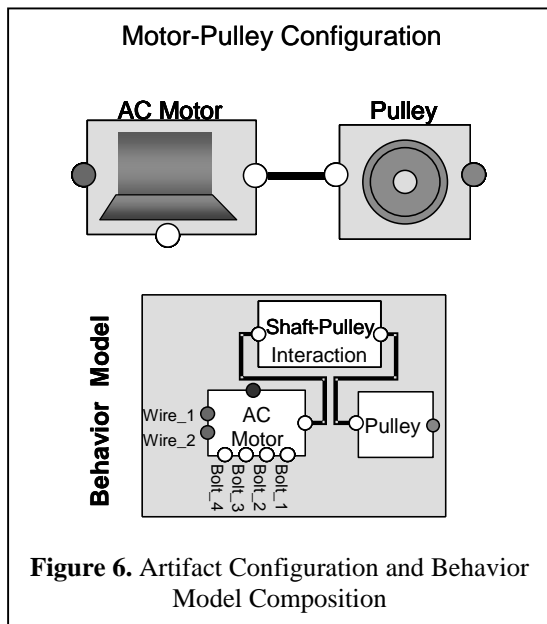 Motor-Pulley Configuration
AC Motor
Pulley
Behavior Model
Shaft-Pulley
Interaction
Wire_1
Wire_2
AC
Motor
Pulley
Bolt_4
Bolt_3
Bolt_2
Bolt_1
Figure 6. Artifact Configuration and Behavior
Model Composition